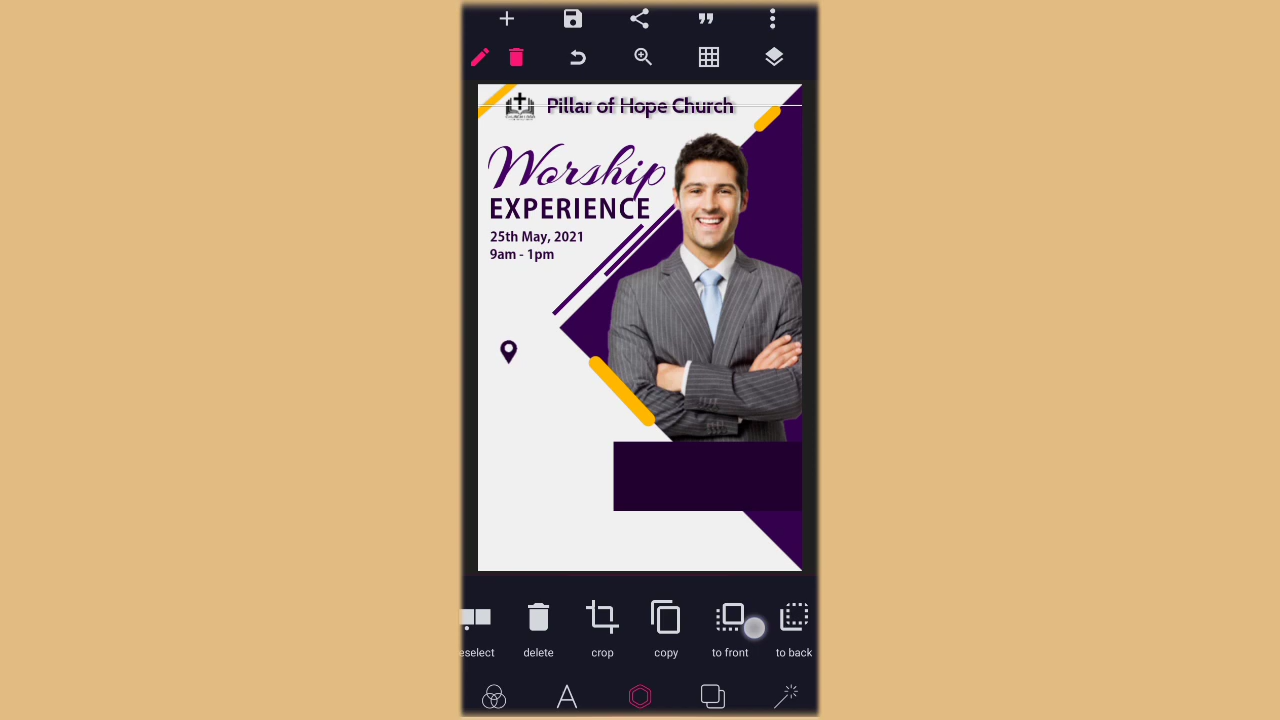 Pillar of Hope Church
Worship
EXPERIENCE
25th May, 2021
9am - 1pm
eselect
delete
crop
copy
to front
to back